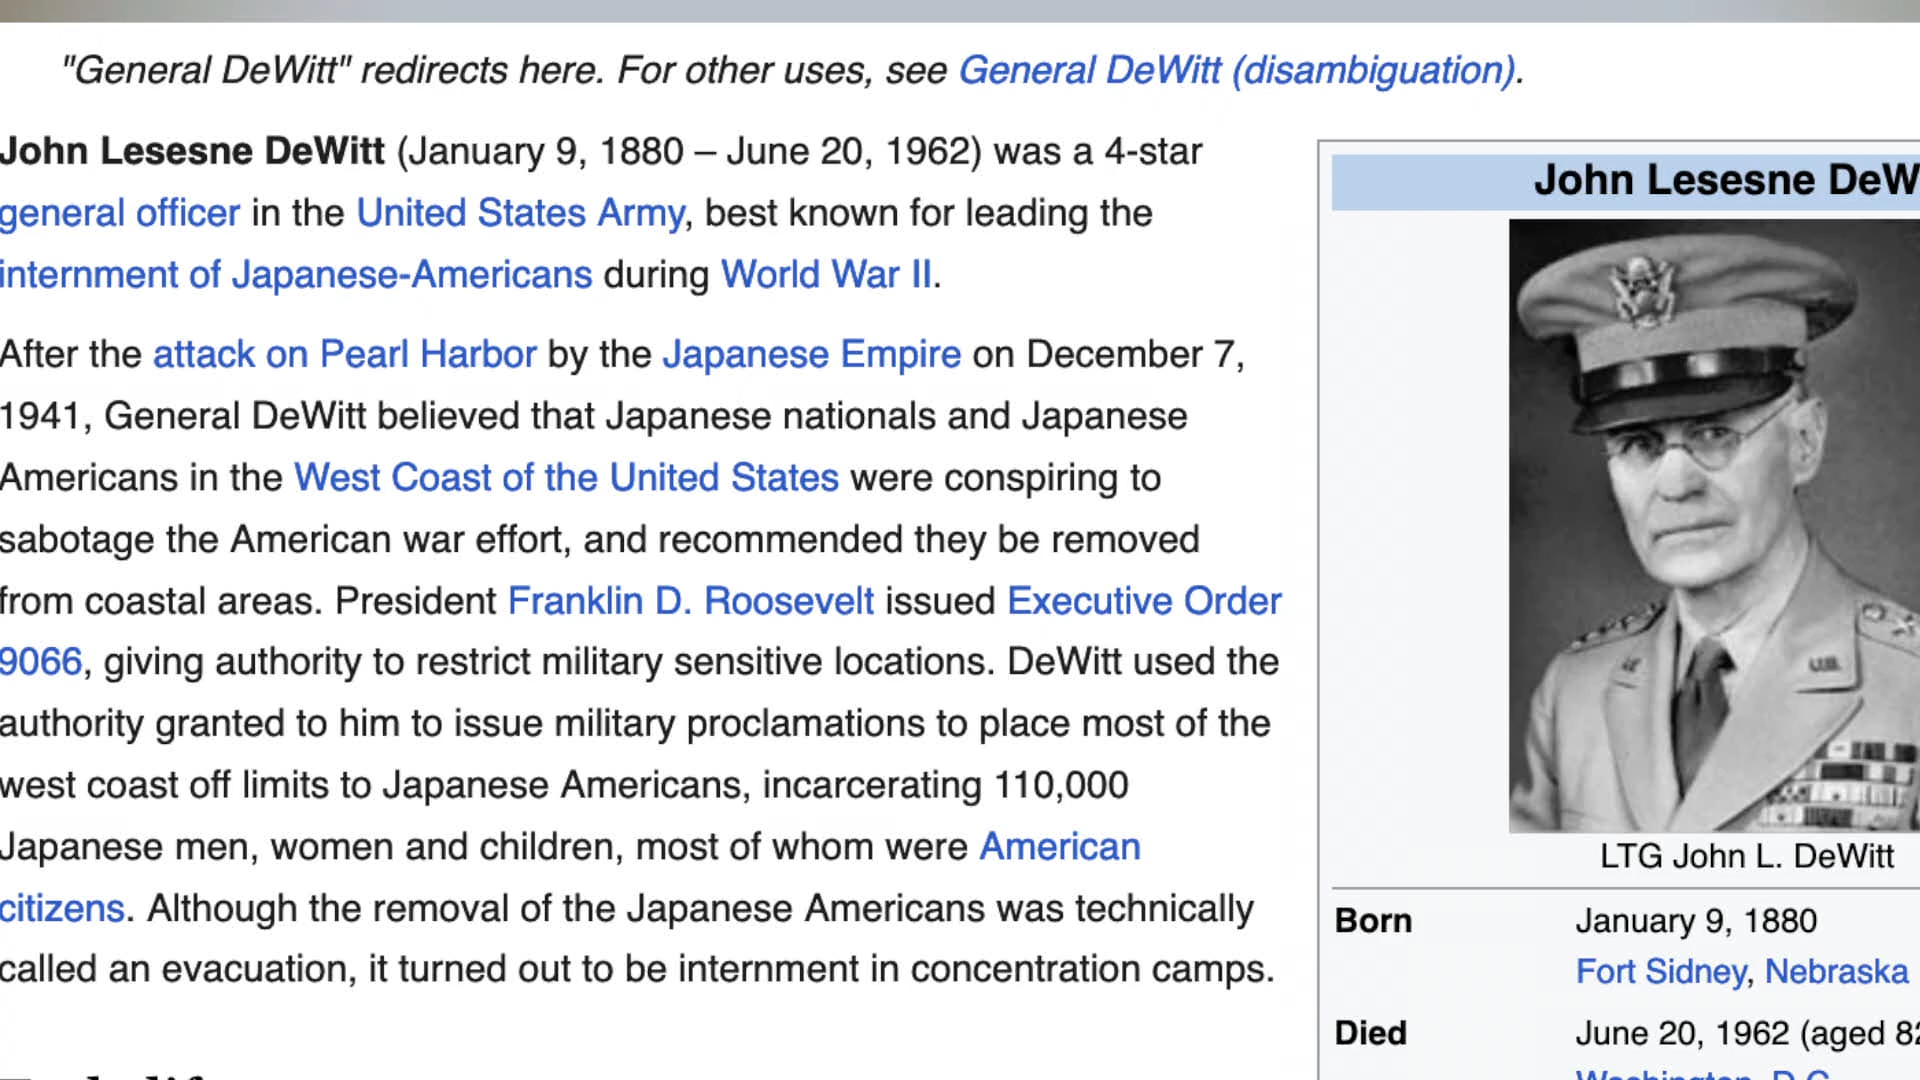 "General DeWitt" redirects here. For other uses, see General DeWitt (disambiguation).
John Lesesne DeWitt (January 9, 1880 – June 20, 1962) was a 4-star
general officer in the United States Army, best known for leading the
internment of Japanese-Americans during World War II.
After the attack on Pearl Harbor by the Japanese Empire on December 7,
1941, General DeWitt believed that Japanese nationals and Japanese
Americans in the West Coast of the United States were conspiring to
sabotage the American war effort, and recommended they be removed
from coastal areas. President Franklin D. Roosevelt issued Executive Order
9066, giving authority to restrict military sensitive locations. DeWitt used the
authority granted to him to issue military proclamations to place most of the
west coast off limits to Japanese Americans, incarcerating 110,000
Japanese men, women and children, most of whom were American
citizens. Although the removal of the Japanese Americans was technically
called an evacuation, it turned out to be internment in concentration camps.
John Lesesne DeW
LTG John L. DeWitt
Born January 9, 1880
Fort Sidney, Nebraska
Died June 20, 1962 (aged 82
Washington, D.C.